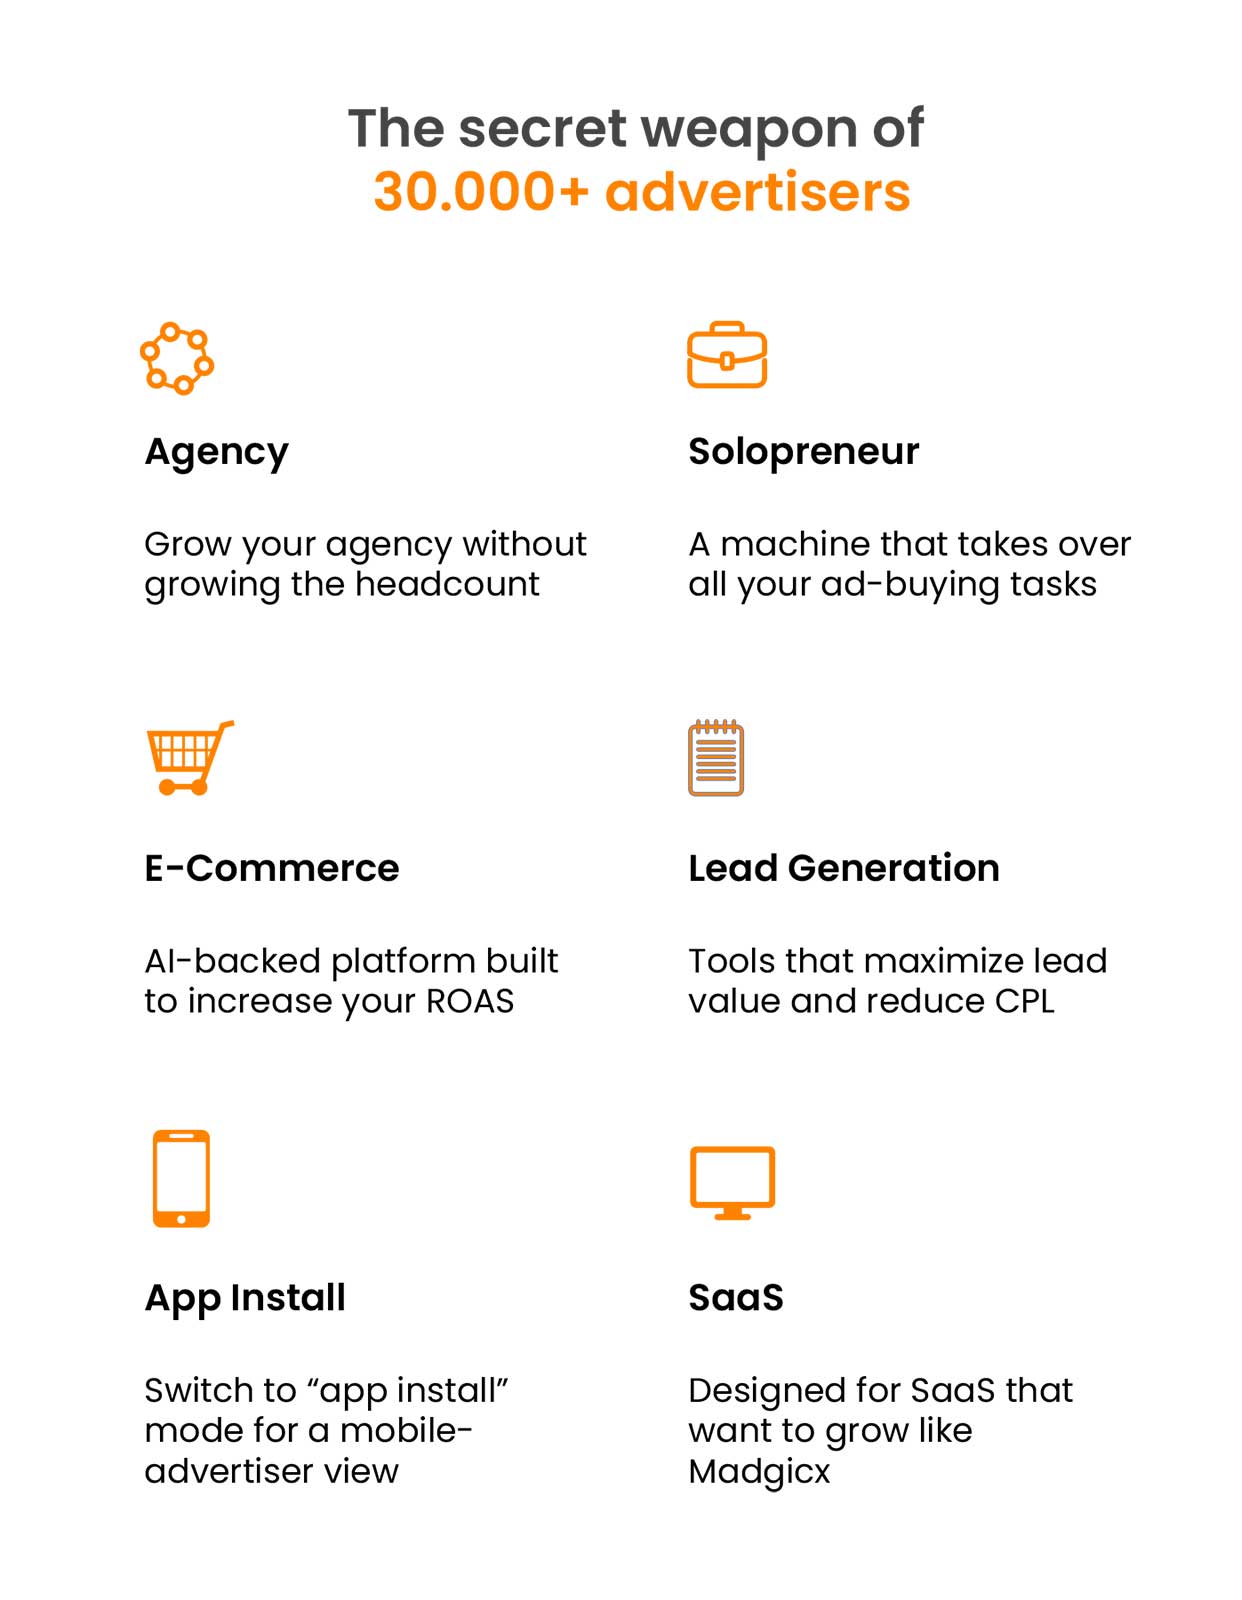 The secret weapon of
30.000+ advertisers
Agency
Grow your agency without
growing the headcount
Solopreneur
A machine that takes over
all your ad-buying tasks
E-Commerce
AI-backed platform built
to increase your ROAS
Lead Generation
Tools that maximize lead
value and reduce CPL
App Install
Switch to “app install”
mode for a mobile-
advertiser view
SaaS
Designed for SaaS that
want to grow like
Madgicx